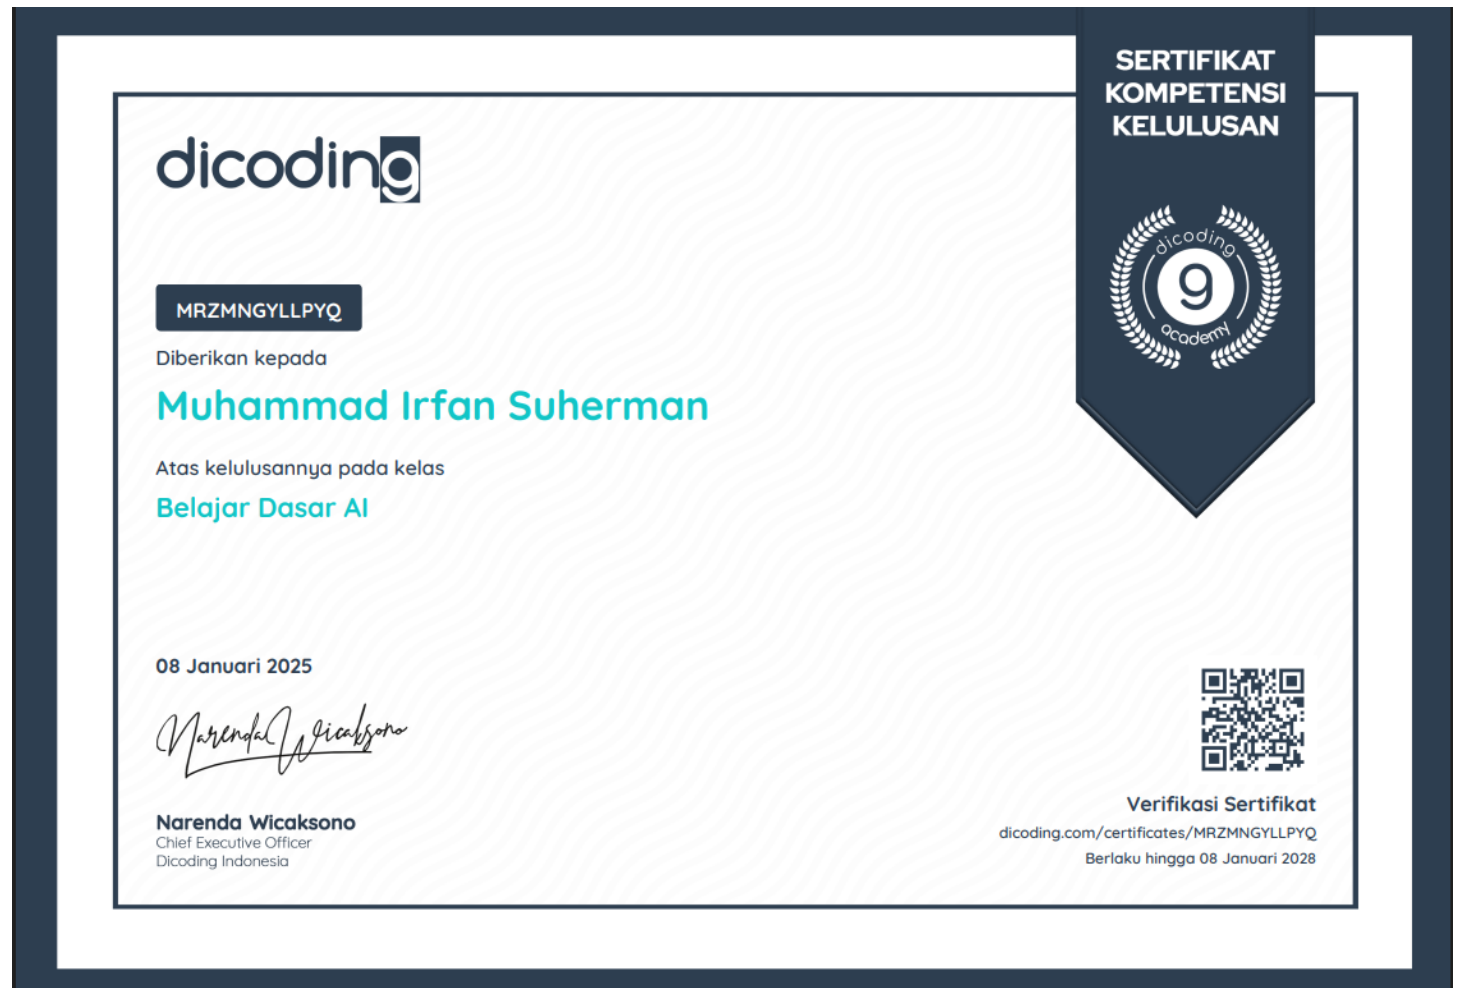 SERTIFIKAT
KOMPETENSI
KELULUSAN
dicoding
dicoding
9
academy
MRZMNGYLLPYQ
Diberikan kepada
Muhammad Irfan Suherman
Atas kelulusannya pada kelas
Belajar Dasar AI
08 Januari 2025
Narenda Wicaksono
Narenda Wicaksono
Chief Executive Officer
Dicoding Indonesia
Verifikasi Sertifikat
dicoding.com/certificates/MRZMNGYLLPYQ
Berlaku hingga 08 Januari 2028